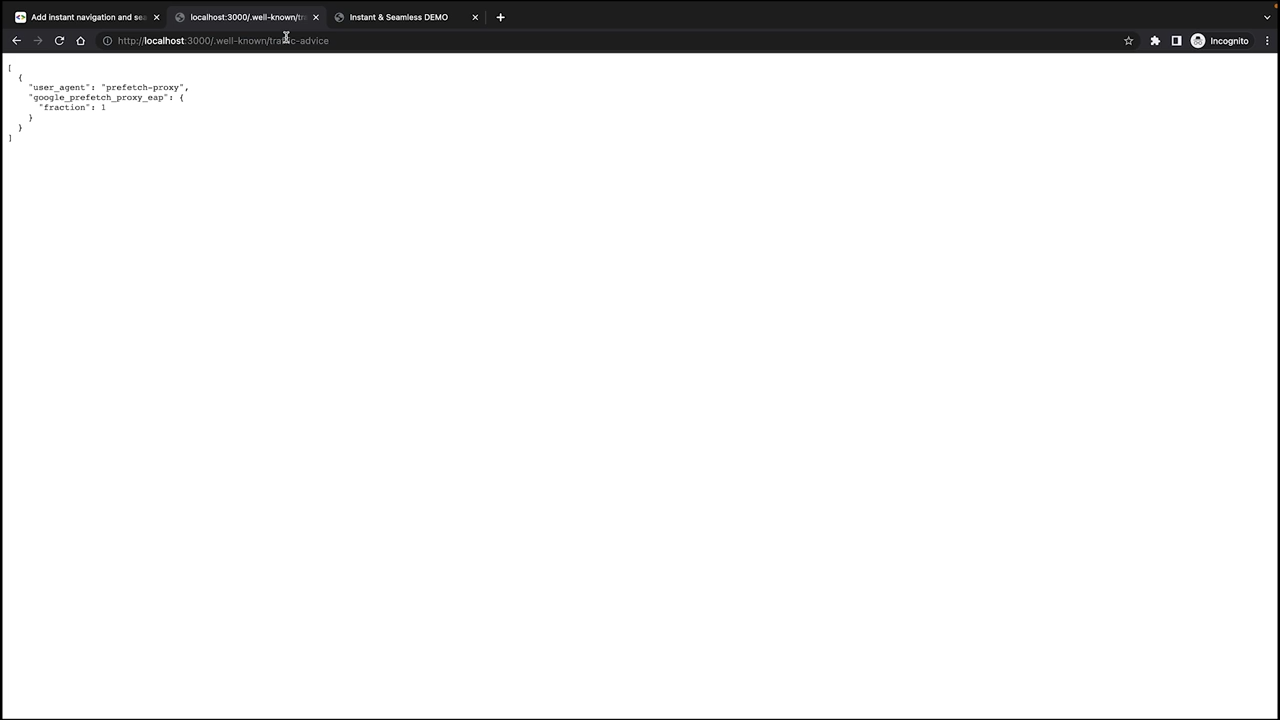 Add instant navigation and sea
localhost:3000/.well-known/tr
Instant & Seamless DEMO
http://localhost:3000/.well-known/traffic-advice
Incognito
[
{
"user_agent": "prefetch-proxy",
"google_prefetch_proxy_eap": {
"fraction": 1
}
}
]